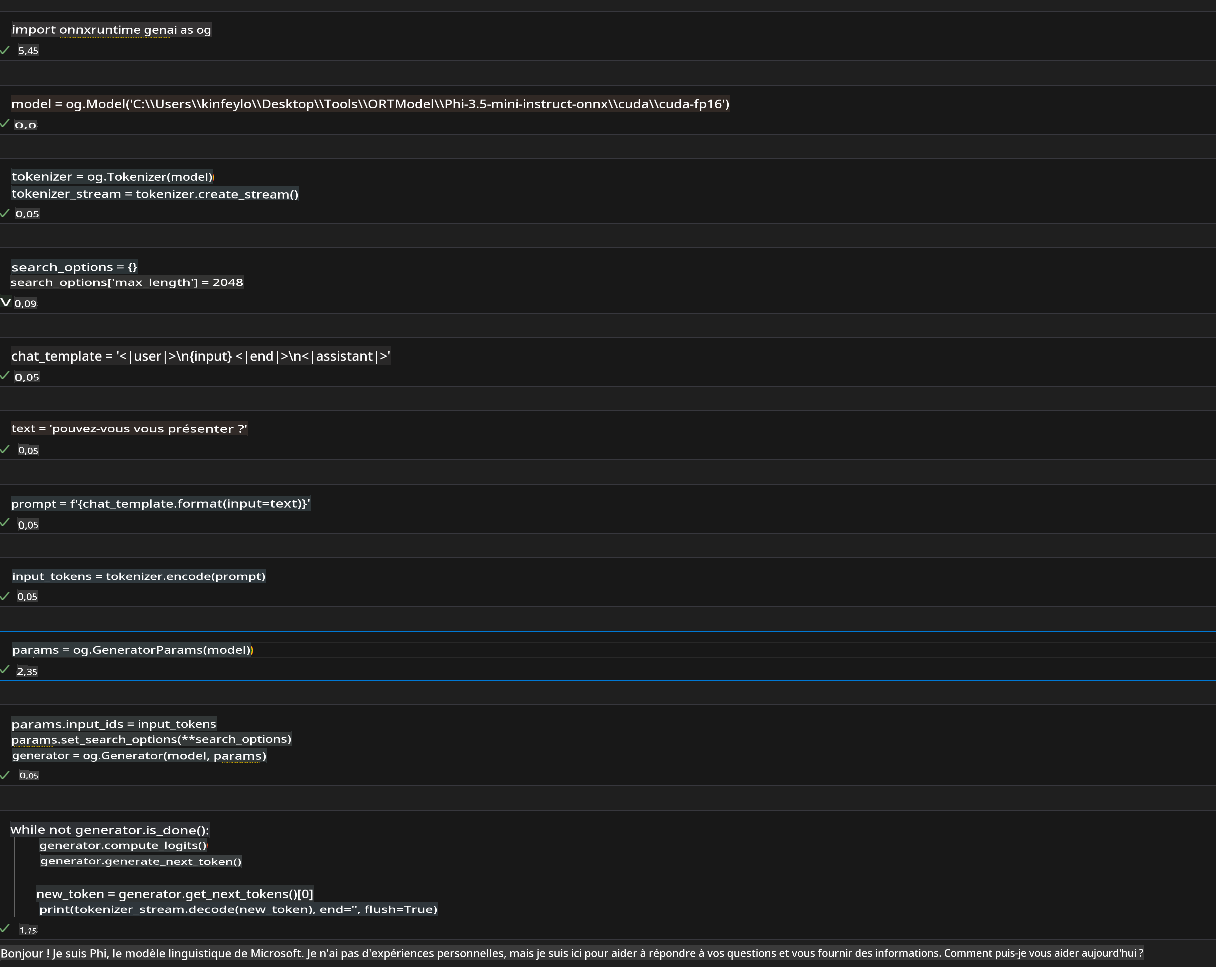 import onnxruntime genai as og
5,45
model = og.Model('C:\\Users\\kinfeylo\\Desktop\\Tools\\ORTModel\\Phi-3.5-mini-instruct-onnx\\cuda\\cuda-fp16')
0,0
tokenizer = og.Tokenizer(model)
tokenizer_stream = tokenizer.create_stream()
0,05
search_options = {}
search_options['max_length'] = 2048
0,09
chat_template = '<|user|>\n{input} <|end|>\n<|assistant|>'
0,05
text = 'pouvez-vous vous présenter ?'
0,05
prompt = f'{chat_template.format(input=text)}'
0,05
input_tokens = tokenizer.encode(prompt)
0,05
params = og.GeneratorParams(model))
2,35
params.input_ids = input_tokens
params.set_search_options(**search_options)
generator = og.Generator(model, params)
0,05
while not generator.is_done():
generator.compute_logits()
generator.generate_next_token()
new_token = generator.get_next_tokens()[0]
print(tokenizer_stream.decode(new_token), end='', flush=True)
1,15
Bonjour ! Je suis Phi, le modèle linguistique de Microsoft. Je n'ai pas d'expériences personnelles, mais je suis ici pour aider à répondre à vos questions et vous fournir des informations. Comment puis-je vous aider aujourd'hui ?